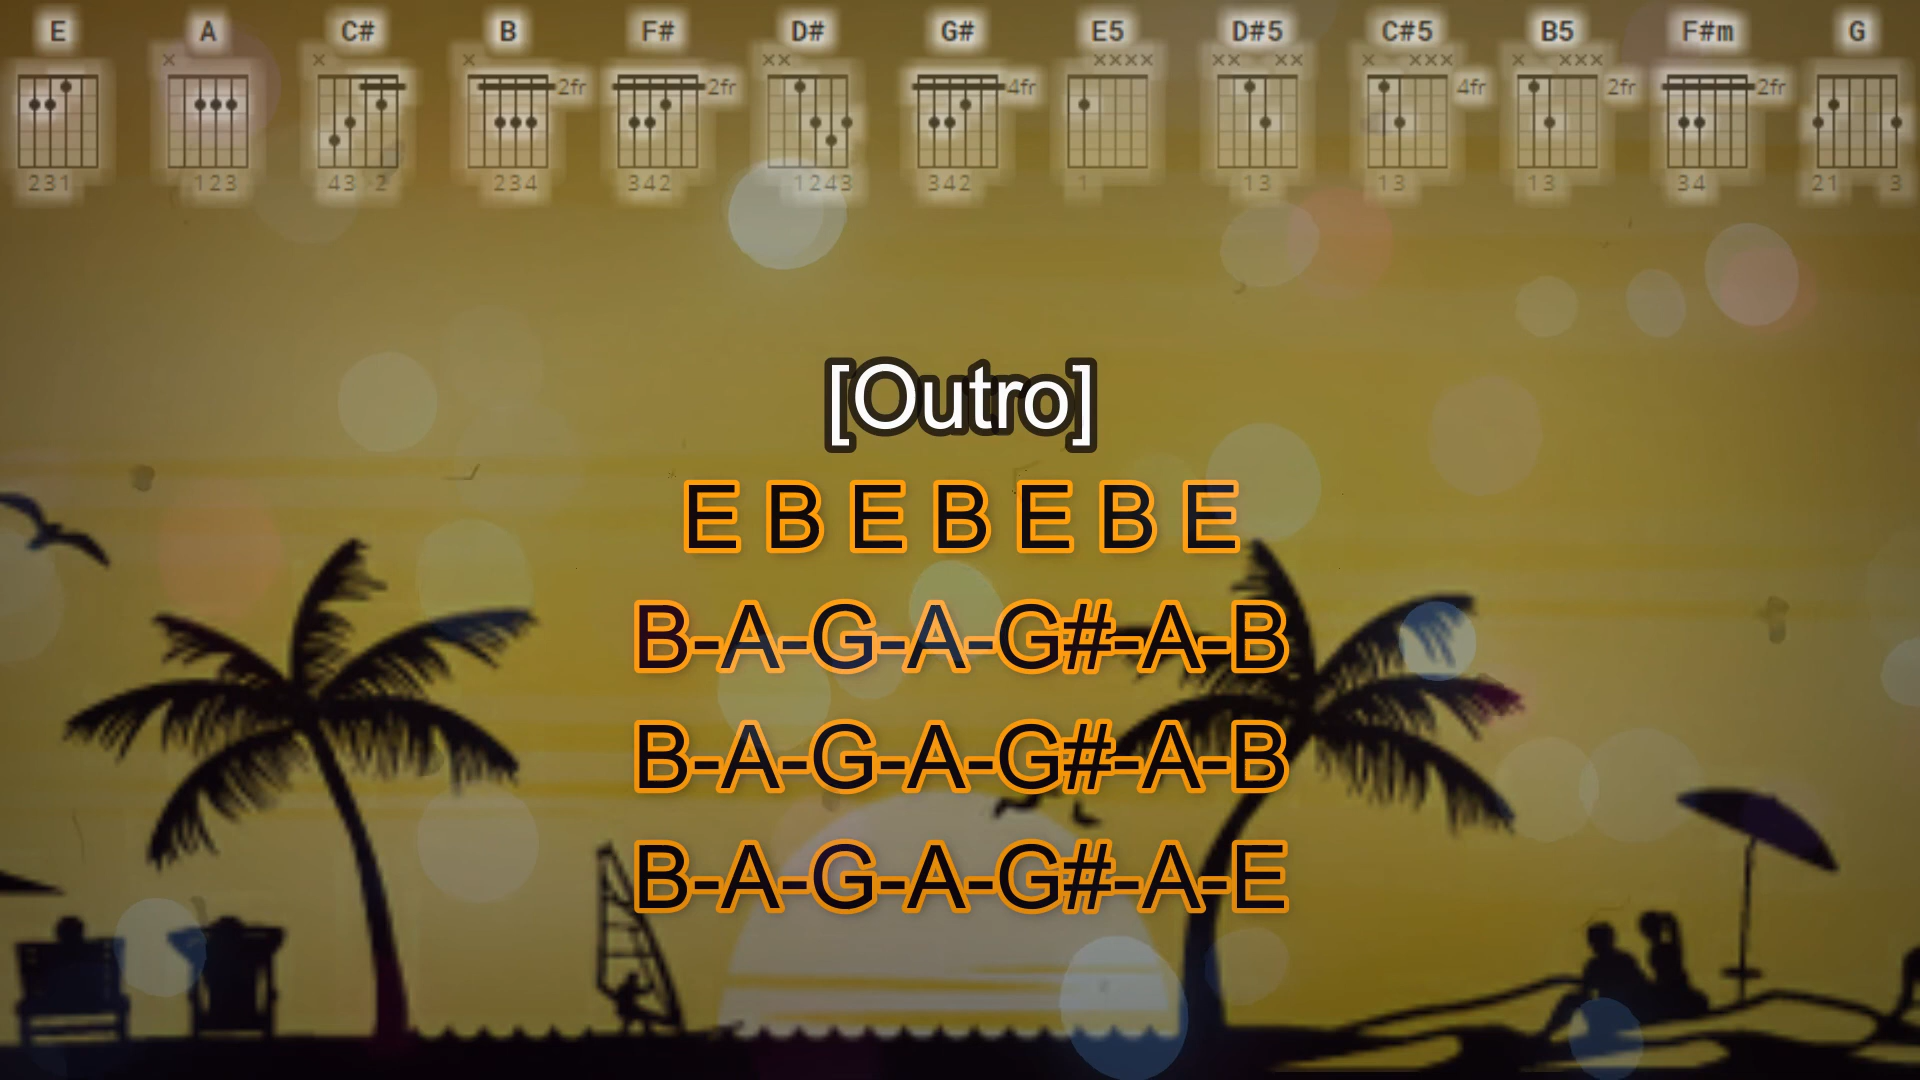 E A C# B F# D# G# E5 D#5 C#5 B5 F#m G
× × × ×× ×××× ×× ×× × ××× × ×××
2fr 2fr 4fr 4fr 2fr 2fr
231 123 43 2 234 342 1243 342 1 13 13 13 34 21 3
[Outro]
E B E B E B E
B-A-G-A-G#-A-B
B-A-G-A-G#-A-B
B-A-G-A-G#-A-E